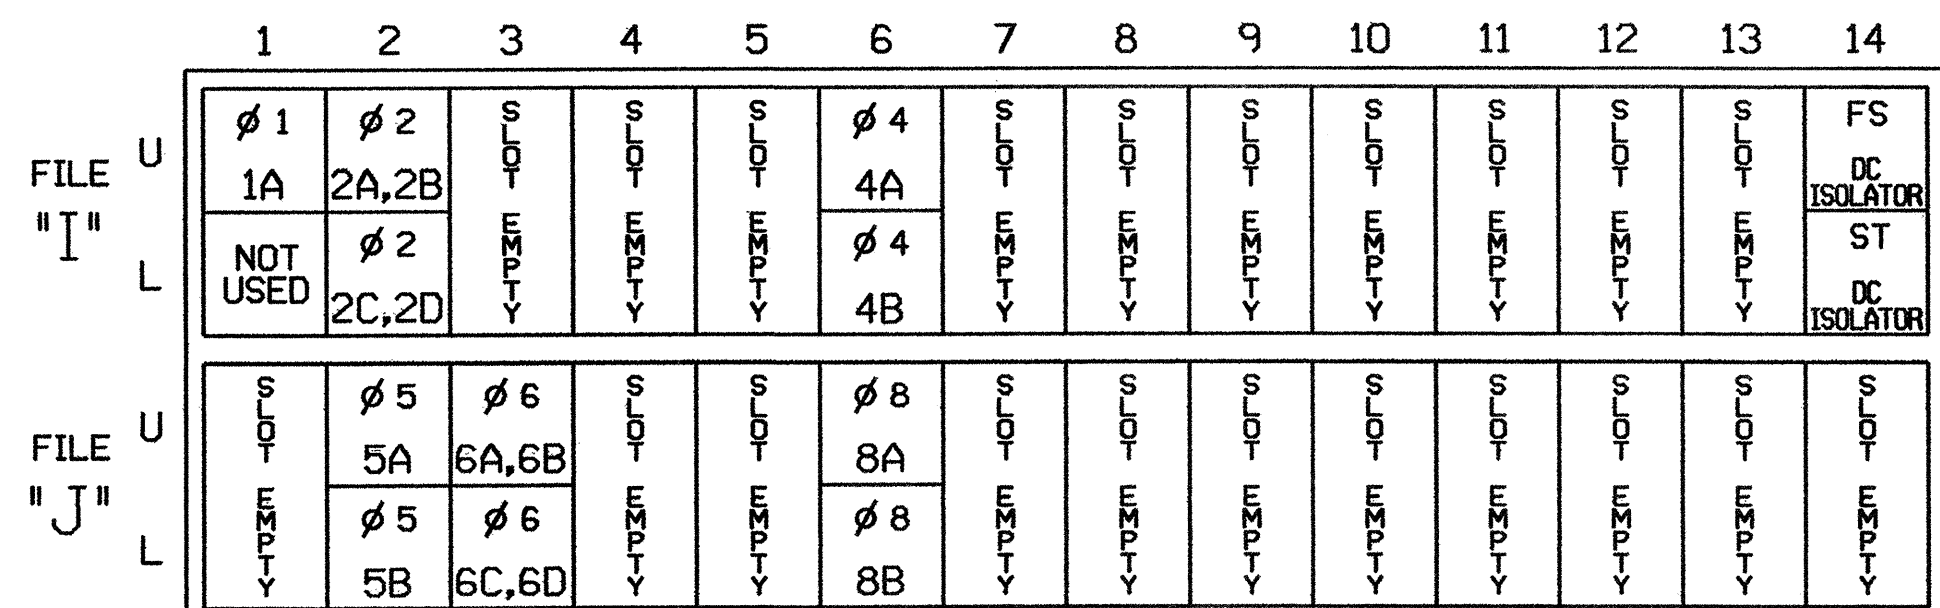 1 2 3 4 5 6 7 8 9 10 11 12 13 14
FILE "I"
U
ø 1 1A
ø 2 2A,2B
SLOT EMPTY
SLOT EMPTY
SLOT EMPTY
ø 4 4A
SLOT EMPTY
SLOT EMPTY
SLOT EMPTY
SLOT EMPTY
SLOT EMPTY
SLOT EMPTY
SLOT EMPTY
FS DC ISOLATOR
L
NOT USED
ø 2 2C,2D
ø 4 4B
ST DC ISOLATOR
FILE "J"
U
SLOT EMPTY
ø 5 5A
ø 6 6A,6B
SLOT EMPTY
SLOT EMPTY
ø 8 8A
SLOT EMPTY
SLOT EMPTY
SLOT EMPTY
SLOT EMPTY
SLOT EMPTY
SLOT EMPTY
SLOT EMPTY
SLOT EMPTY
L
ø 5 5B
ø 6 6C,6D
ø 8 8B